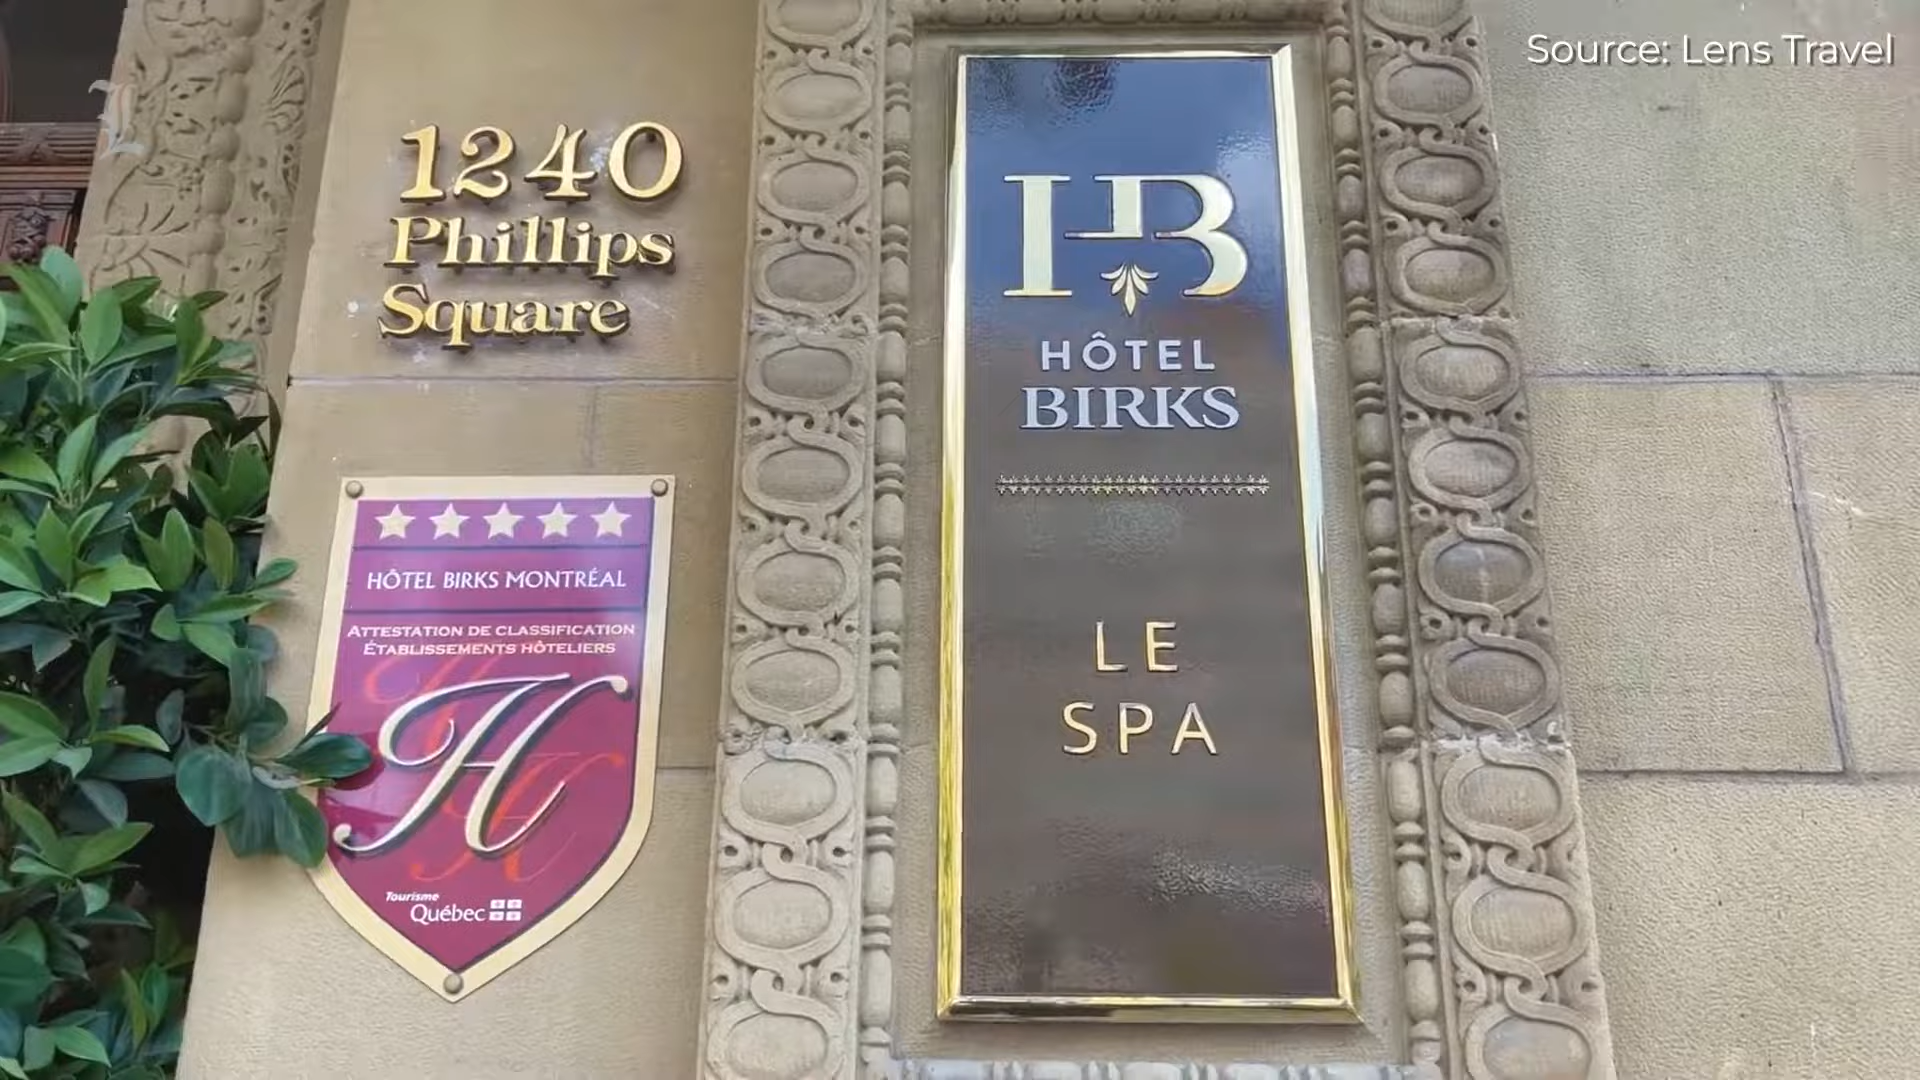 Source: Lens Travel
L
1240
Phillips
Square
HB
HÔTEL
BIRKS
LE
SPA
HÔTEL BIRKS MONTRÉAL
ATTESTATION DE CLASSIFICATION
ÉTABLISSEMENTS HÔTELIERS
H
Tourisme
Québec